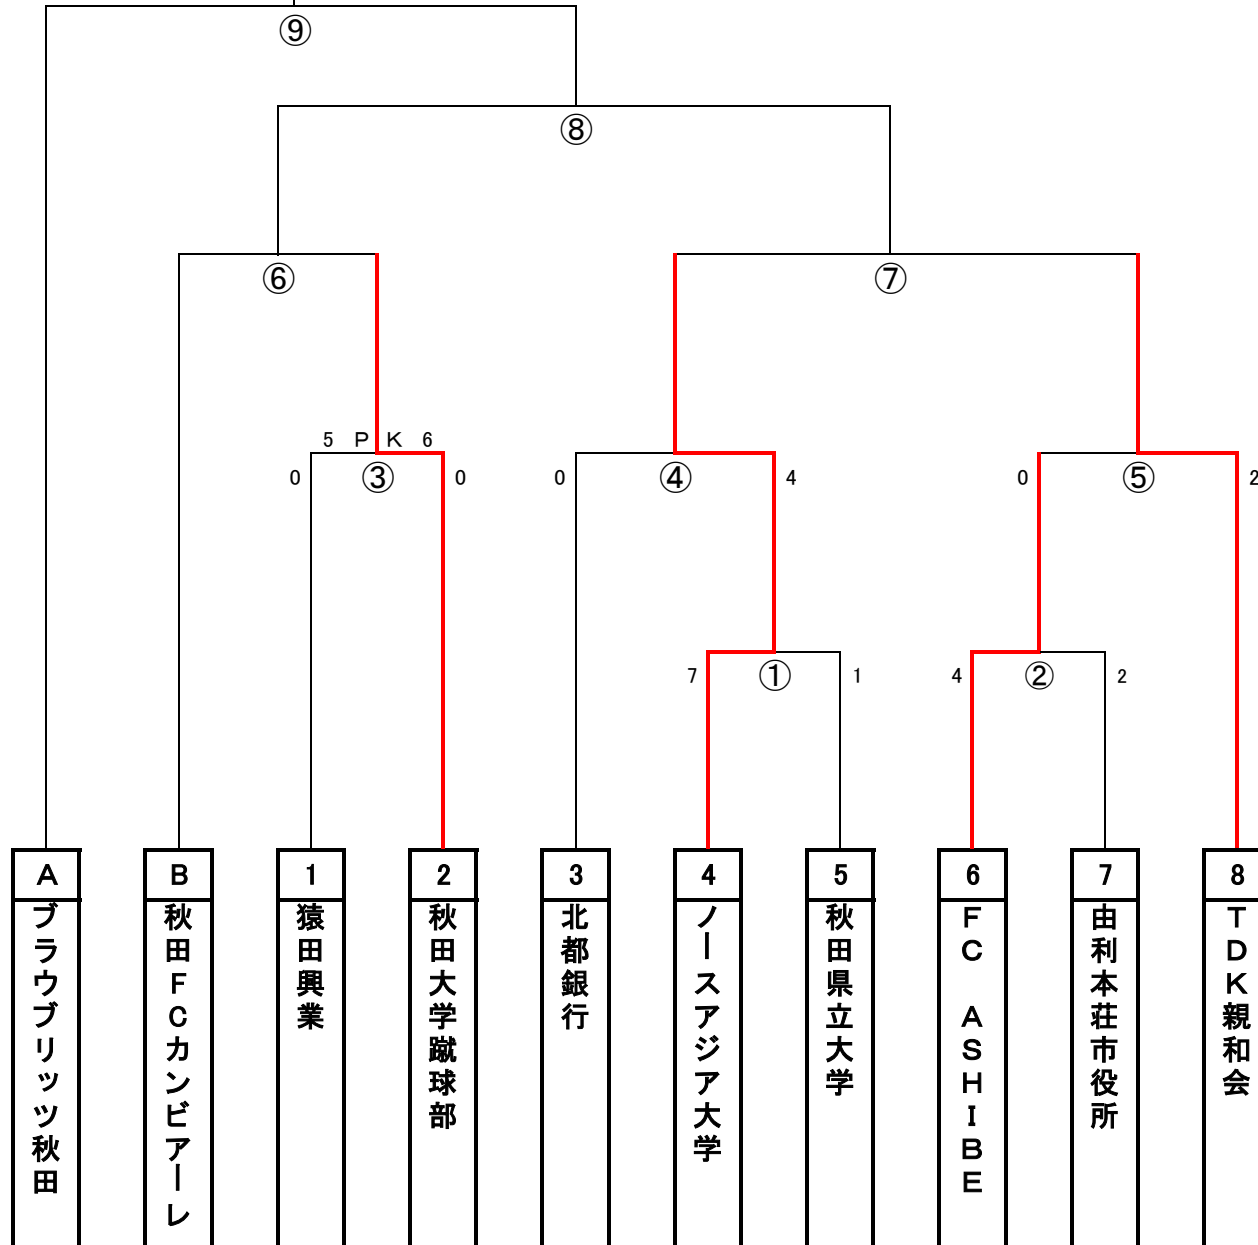 ⑨
⑧
⑥
⑦
5 PK 6
0 ③ 0
0 ④ 4
0 ⑤ 2
7 ① 1
4 ② 2
A
B
1
2
3
4
5
6
7
8
ブラウブリッツ秋田
秋田FCカンビアーレ
猿田興業
秋田大学蹴球部
北都銀行
ノースアジア大学
秋田県立大学
FC ASHIBE
由利本荘市役所
TDK親和会